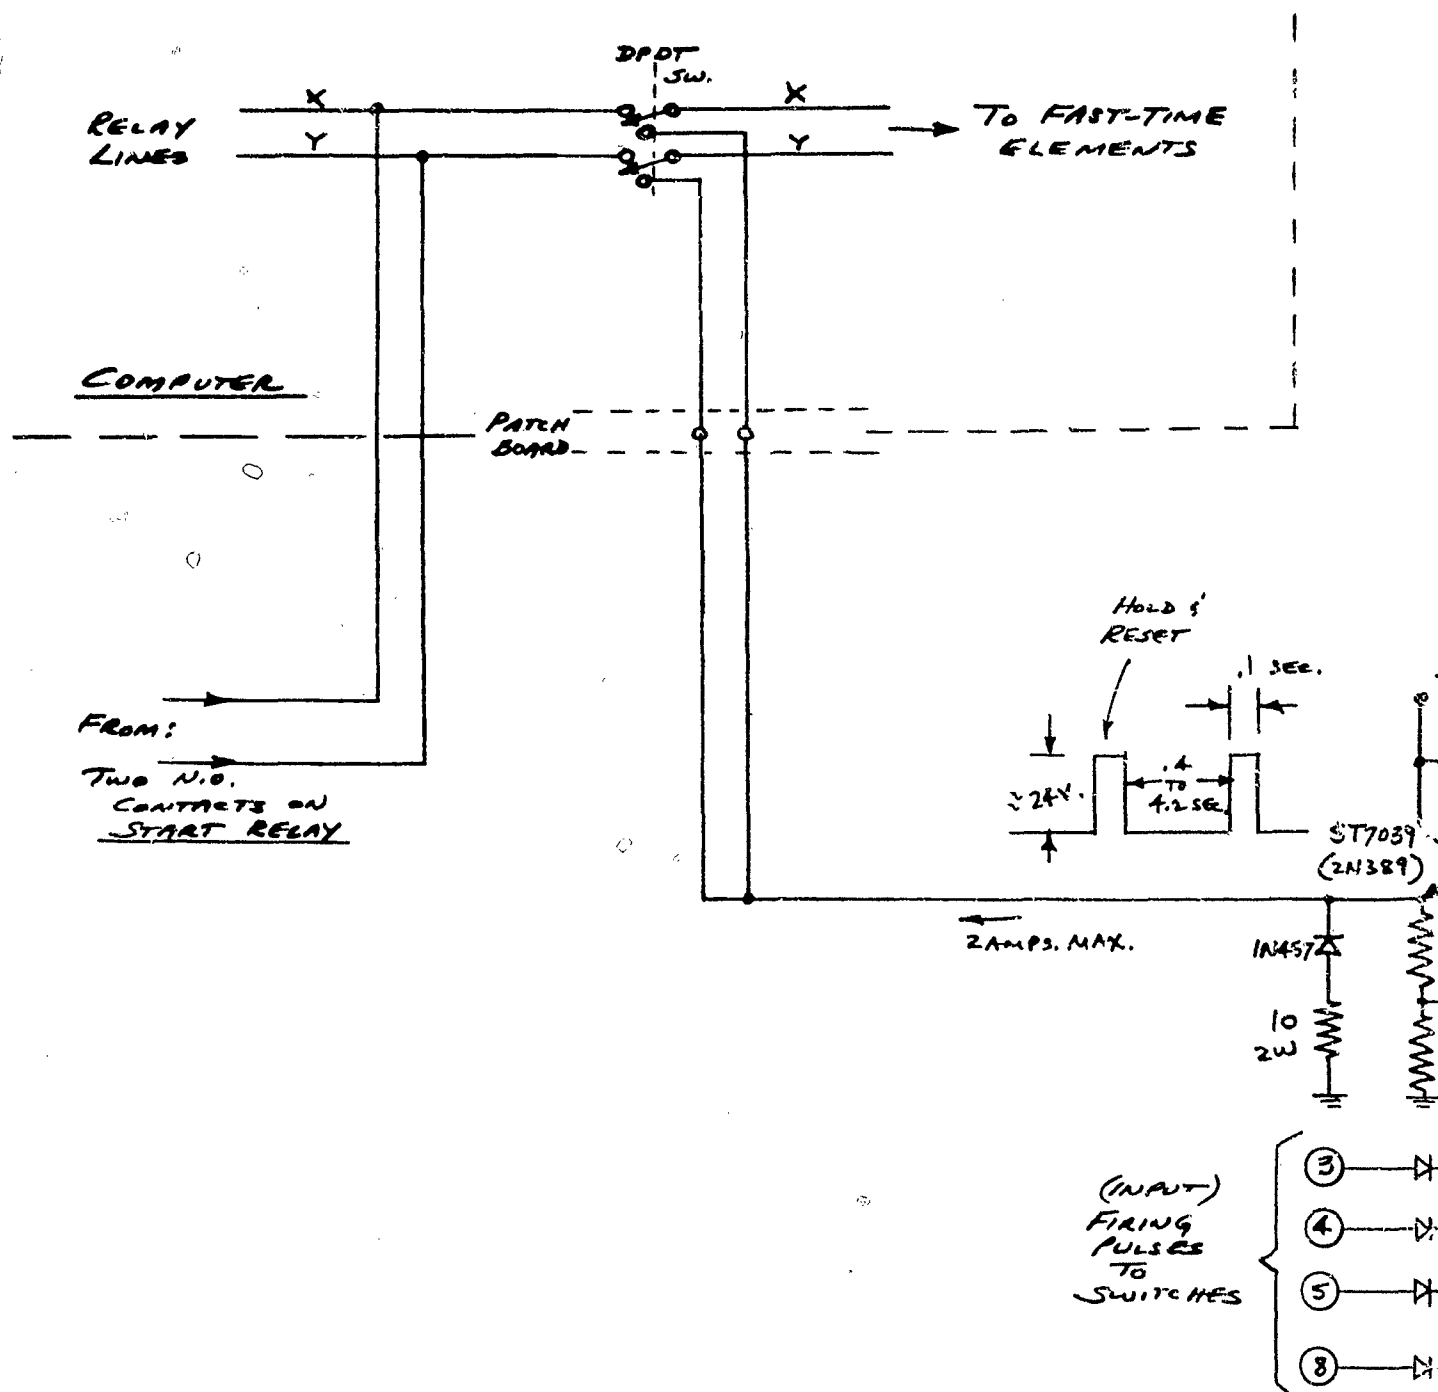 DPDT
SW.
X
X
RELAY
LINES
Y
Y
TO FAST-TIME
ELEMENTS
COMPUTER
PATCH
BOARD
HOLD &
RESET
.1 SEC.
FROM:
TWO N.O.
CONTACTS ON
START RELAY
≈ 24V.
.4
TO
4.2 SEC.
ST7039
(2N389)
2 AMPS. MAX.
1N457
10
2W
(INPUT)
FIRING
PULSES
TO
SWITCHES
3
4
5
8